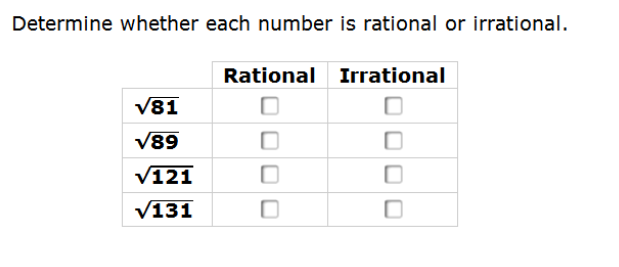 Determine whether each number is rational or irrational.
Rational Irrational
√81
√89
√121
√131